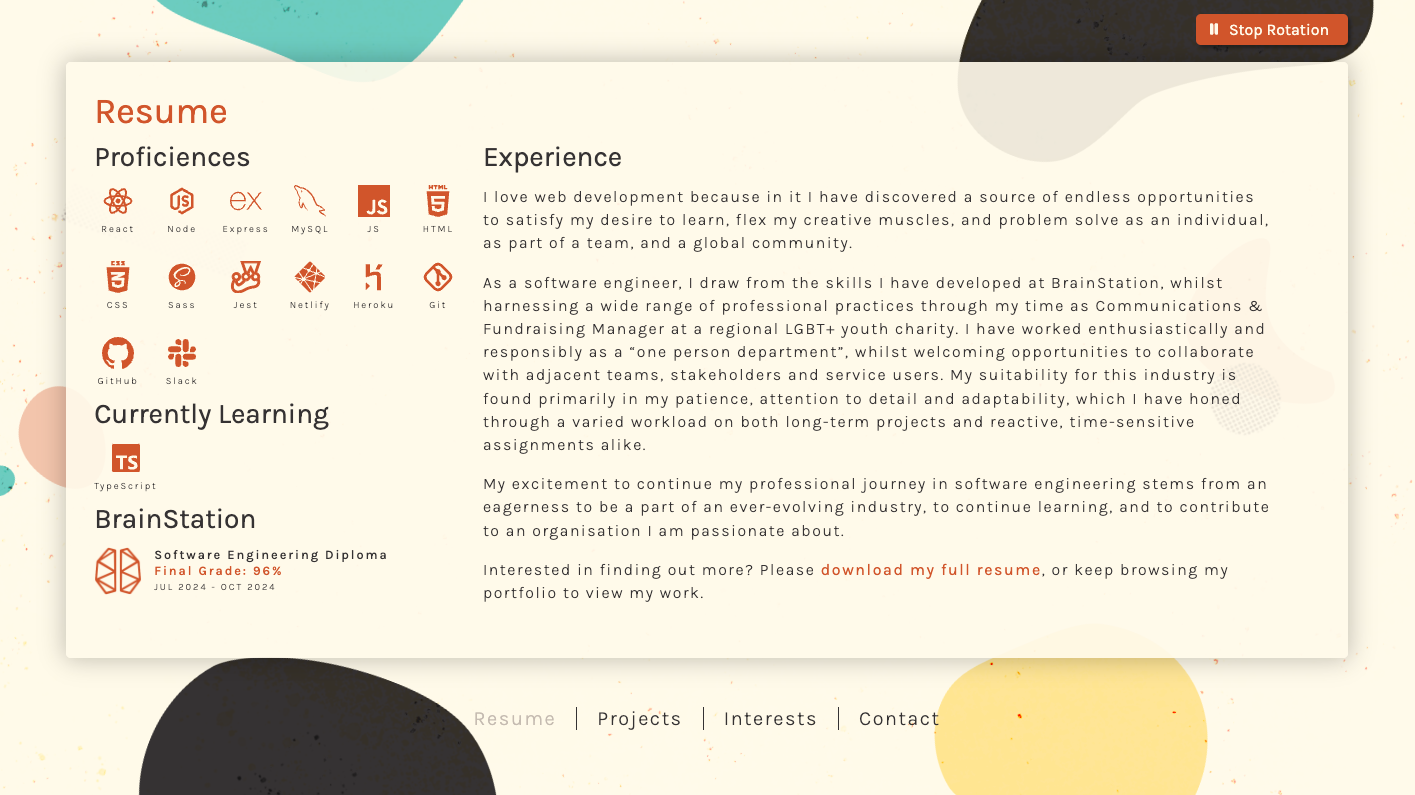 Stop Rotation
Resume
Proficiences
React Node Express MySQL JS HTML
CSS Sass Jest Netlify Heroku Git
GitHub Slack
Currently Learning
TypeScript
BrainStation
Software Engineering Diploma
Final Grade: 96%
JUL 2024 - OCT 2024
Experience
I love web development because in it I have discovered a source of endless opportunities
to satisfy my desire to learn, flex my creative muscles, and problem solve as an individual,
as part of a team, and a global community.
As a software engineer, I draw from the skills I have developed at BrainStation, whilst
harnessing a wide range of professional practices through my time as Communications &
Fundraising Manager at a regional LGBT+ youth charity. I have worked enthusiastically and
responsibly as a “one person department”, whilst welcoming opportunities to collaborate
with adjacent teams, stakeholders and service users. My suitability for this industry is
found primarily in my patience, attention to detail and adaptability, which I have honed
through a varied workload on both long-term projects and reactive, time-sensitive
assignments alike.
My excitement to continue my professional journey in software engineering stems from an
eagerness to be a part of an ever-evolving industry, to continue learning, and to contribute
to an organisation I am passionate about.
Interested in finding out more? Please download my full resume, or keep browsing my
portfolio to view my work.
Resume Projects Interests Contact